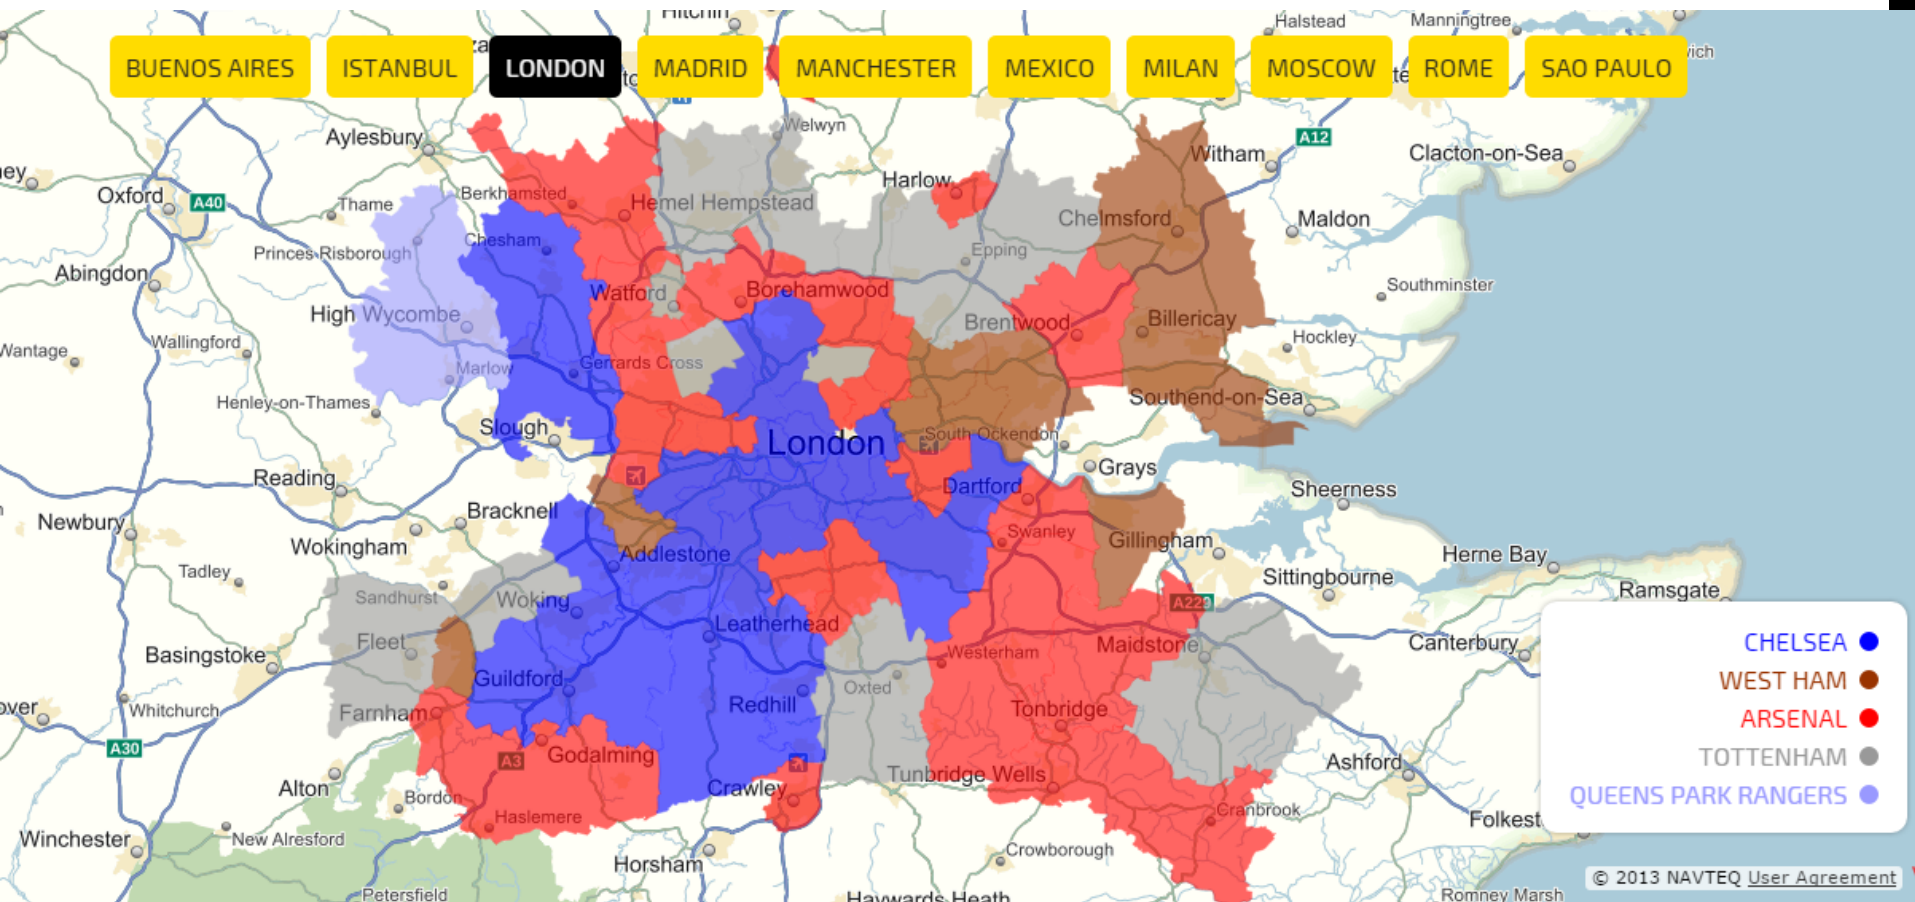 Hitchin
Halstead
Manningtree
BUENOS AIRES
ISTANBUL
LONDON
MADRID
MANCHESTER
MEXICO
MILAN
MOSCOW
ROME
SAO PAULO
Welwyn
Aylesbury
A12
Witham
Clacton-on-Sea
Harlow
Oxford
A40
Thame
Berkhamsted
Hemel Hempstead
Chelmsford
Maldon
Princes-Risborough
Chesham
Epping
Abingdon
Watford
Borehamwood
Southminster
High Wycombe
Brentwood
Billericay
Hockley
Wantage
Wallingford
Marlow
Gerrards Cross
Henley-on-Thames
Southend-on-Sea
Slough
London
South Ockendon
Grays
Reading
Dartford
Sheerness
Newbury
Bracknell
Wokingham
Addlestone
Swanley
Gillingham
Herne Bay
Tadley
Sittingbourne
Ramsgate
Sandhurst
Woking
A229
Fleet
Leatherhead
Maidstone
Canterbury
Basingstoke
Westerham
Guildford
Oxted
Redhill
Whitchurch
Farnham
Tonbridge
A30
A3
Godalming
Ashford
Alton
Crawley
Tunbridge Wells
Bordon
Haslemere
Cranbrook
Winchester
New Alresford
Horsham
Crowborough
Petersfield
Haywards Heath
Romney Marsh
CHELSEA
WEST HAM
ARSENAL
TOTTENHAM
QUEENS PARK RANGERS
© 2013 NAVTEQ User Agreement